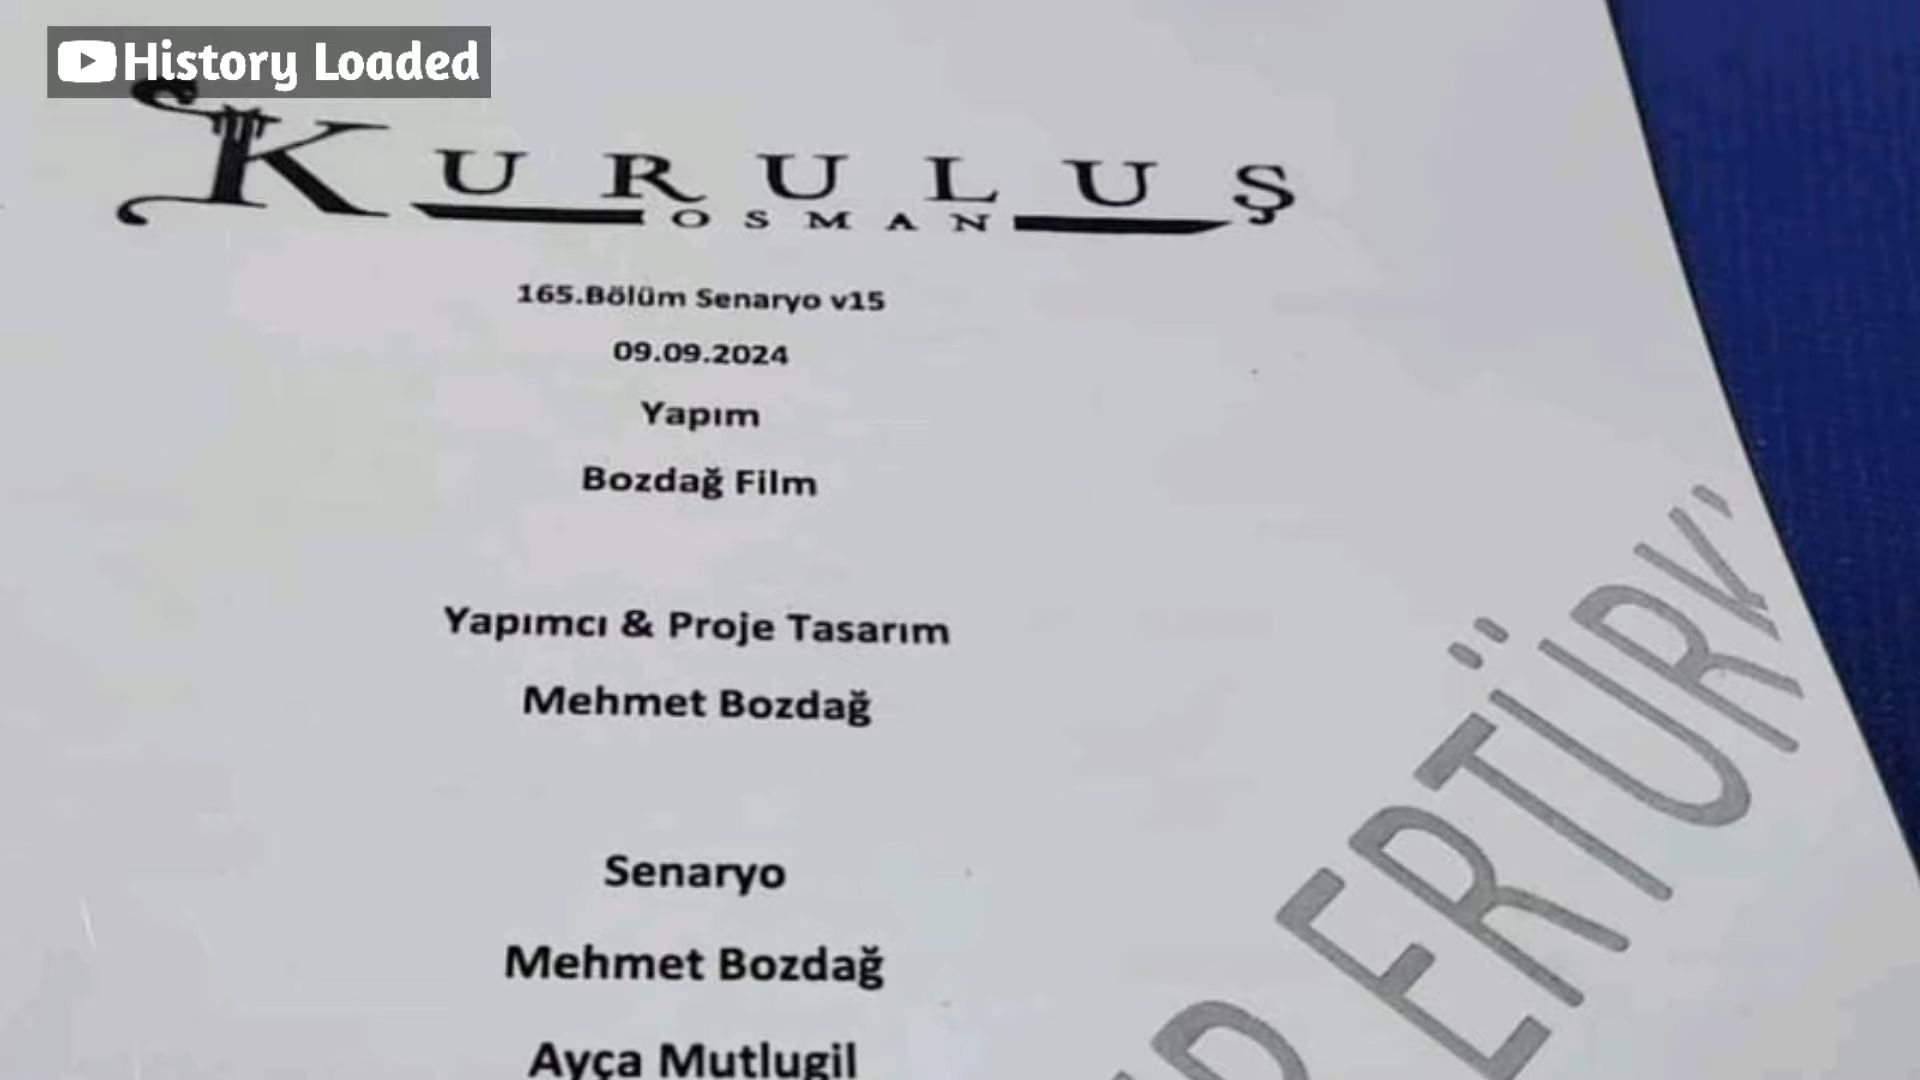 History Loaded
KURULUŞ
OSMAN
165.Bölüm Senaryo v15
09.09.2024
Yapım
Bozdağ Film
Yapımcı & Proje Tasarım
Mehmet Bozdağ
Senaryo
Mehmet Bozdağ
Ayça Mutlugil
ERTÜRK